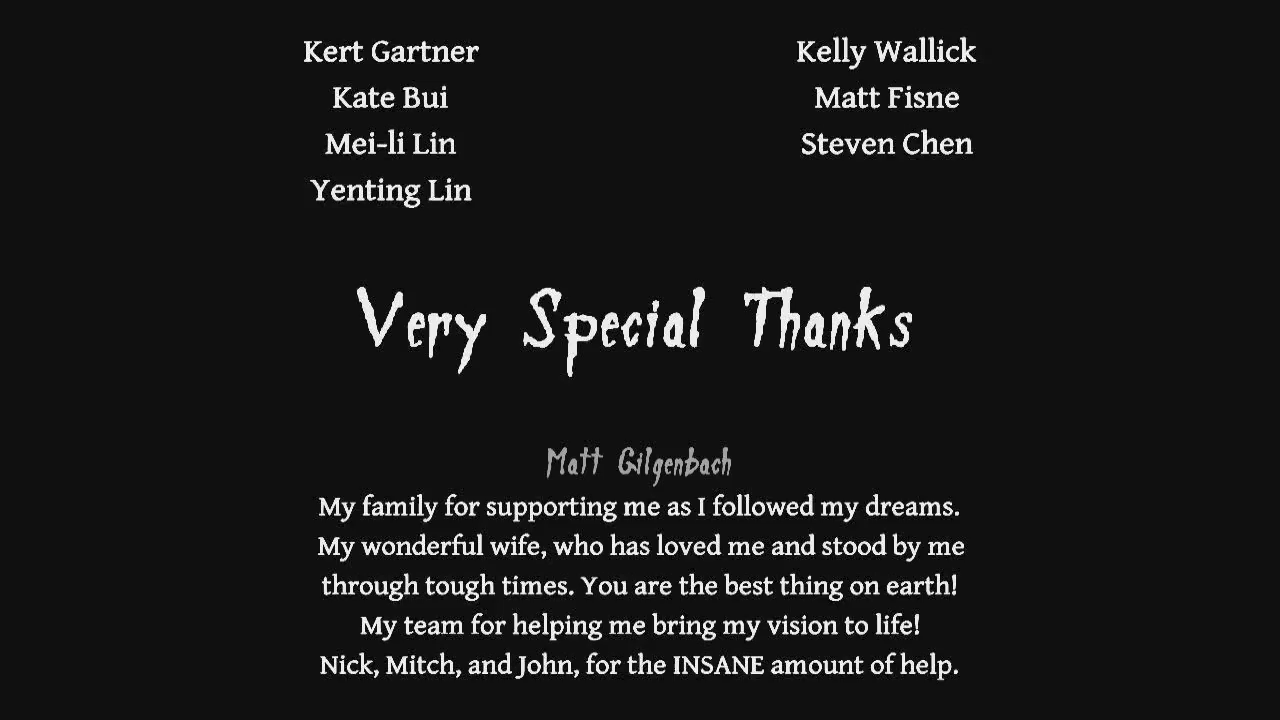 Kert Gartner
Kelly Wallick
Kate Bui
Matt Fisne
Mei-li Lin
Steven Chen
Yenting Lin
Very Special Thanks
Matt Gilgenbach
My family for supporting me as I followed my dreams.
My wonderful wife, who has loved me and stood by me
through tough times. You are the best thing on earth!
My team for helping me bring my vision to life!
Nick, Mitch, and John, for the INSANE amount of help.